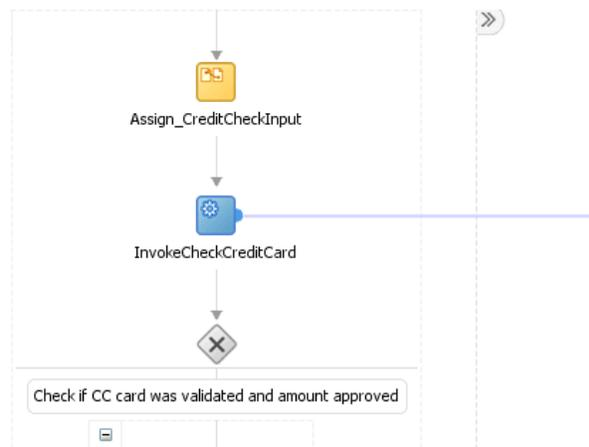 Assign_CreditCheckInput
InvokeCheckCreditCard
Check if CC card was validated and amount approved